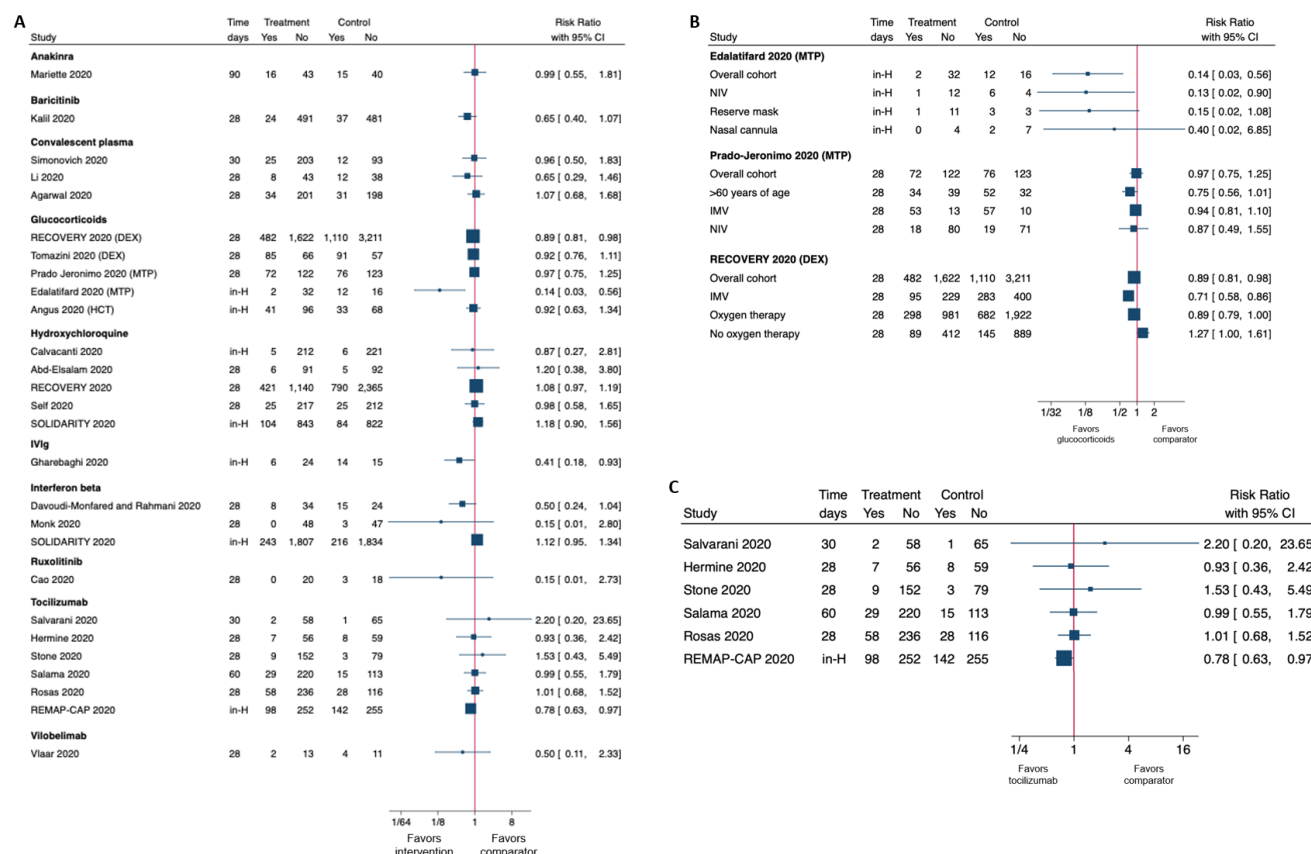 A
Time Treatment Control Risk Ratio
Study days Yes No Yes No with 95% CI
Anakinra
Mariette 2020 90 16 43 15 40 0.99 [ 0.55, 1.81]
Baricitinib
Kalil 2020 28 24 491 37 481 0.65 [ 0.40, 1.07]
Convalescent plasma
Simonovich 2020 30 25 203 12 93 0.96 [ 0.50, 1.83]
Li 2020 28 8 43 12 38 0.65 [ 0.29, 1.46]
Agarwal 2020 28 34 201 31 198 1.07 [ 0.68, 1.68]
Glucocorticoids
RECOVERY 2020 (DEX) 28 482 1,622 1,110 3,211 0.89 [ 0.81, 0.98]
Tomazini 2020 (DEX) 28 85 66 91 57 0.92 [ 0.76, 1.11]
Prado Jeronimo 2020 (MTP) 28 72 122 76 123 0.97 [ 0.75, 1.25]
Edalatifard 2020 (MTP) in-H 2 32 12 16 0.14 [ 0.03, 0.56]
Angus 2020 (HCT) in-H 41 96 33 68 0.92 [ 0.63, 1.34]
Hydroxychloroquine
Calvacanti 2020 in-H 5 212 6 221 0.87 [ 0.27, 2.81]
Abd-Elsalam 2020 28 6 91 5 92 1.20 [ 0.38, 3.80]
RECOVERY 2020 28 421 1,140 790 2,365 1.08 [ 0.97, 1.19]
Self 2020 28 25 217 25 212 0.98 [ 0.58, 1.65]
SOLIDARITY 2020 in-H 104 843 84 822 1.18 [ 0.90, 1.56]
IVIg
Gharebaghi 2020 in-H 6 24 14 15 0.41 [ 0.18, 0.93]
Interferon beta
Davoudi-Monfared and Rahmani 2020 28 8 34 15 24 0.50 [ 0.24, 1.04]
Monk 2020 28 0 48 3 47 0.15 [ 0.01, 2.80]
SOLIDARITY 2020 in-H 243 1,807 216 1,834 1.12 [ 0.95, 1.34]
Ruxolitinib
Cao 2020 28 0 20 3 18 0.15 [ 0.01, 2.73]
Tocilizumab
Salvarani 2020 30 2 58 1 65 2.20 [ 0.20, 23.65]
Hermine 2020 28 7 56 8 59 0.93 [ 0.36, 2.42]
Stone 2020 28 9 152 3 79 1.53 [ 0.43, 5.49]
Salama 2020 60 29 220 15 113 0.99 [ 0.55, 1.79]
Rosas 2020 28 58 236 28 116 1.01 [ 0.68, 1.52]
REMAP-CAP 2020 in-H 98 252 142 255 0.78 [ 0.63, 0.97]
Vilobelimab
Vlaar 2020 28 2 13 4 11 0.50 [ 0.11, 2.33]
1/64 1/8 1 8
Favors Favors
intervention comparator
B
Time Treatment Control Risk Ratio
Study days Yes No Yes No with 95% CI
Edalatifard 2020 (MTP)
Overall cohort in-H 2 32 12 16 0.14 [ 0.03, 0.56]
NIV in-H 1 12 6 4 0.13 [ 0.02, 0.90]
Reserve mask in-H 1 11 3 3 0.15 [ 0.02, 1.08]
Nasal cannula in-H 0 4 2 7 0.40 [ 0.02, 6.85]
Prado-Jeronimo 2020 (MTP)
Overall cohort 28 72 122 76 123 0.97 [ 0.75, 1.25]
>60 years of age 28 34 39 52 32 0.75 [ 0.56, 1.01]
IMV 28 53 13 57 10 0.94 [ 0.81, 1.10]
NIV 28 18 80 19 71 0.87 [ 0.49, 1.55]
RECOVERY 2020 (DEX)
Overall cohort 28 482 1,622 1,110 3,211 0.89 [ 0.81, 0.98]
IMV 28 95 229 283 400 0.71 [ 0.58, 0.86]
Oxygen therapy 28 298 981 682 1,922 0.89 [ 0.79, 1.00]
No oxygen therapy 28 89 412 145 889 1.27 [ 1.00, 1.61]
1/32 1/8 1/2 1 2
Favors Favors
glucocorticoids comparator
C
Time Treatment Control Risk Ratio
Study days Yes No Yes No with 95% CI
Salvarani 2020 30 2 58 1 65 2.20 [ 0.20, 23.65
Hermine 2020 28 7 56 8 59 0.93 [ 0.36, 2.42
Stone 2020 28 9 152 3 79 1.53 [ 0.43, 5.49
Salama 2020 60 29 220 15 113 0.99 [ 0.55, 1.79
Rosas 2020 28 58 236 28 116 1.01 [ 0.68, 1.52
REMAP-CAP 2020 in-H 98 252 142 255 0.78 [ 0.63, 0.97
1/4 1 4 16
Favors Favors
tocilizumab comparator